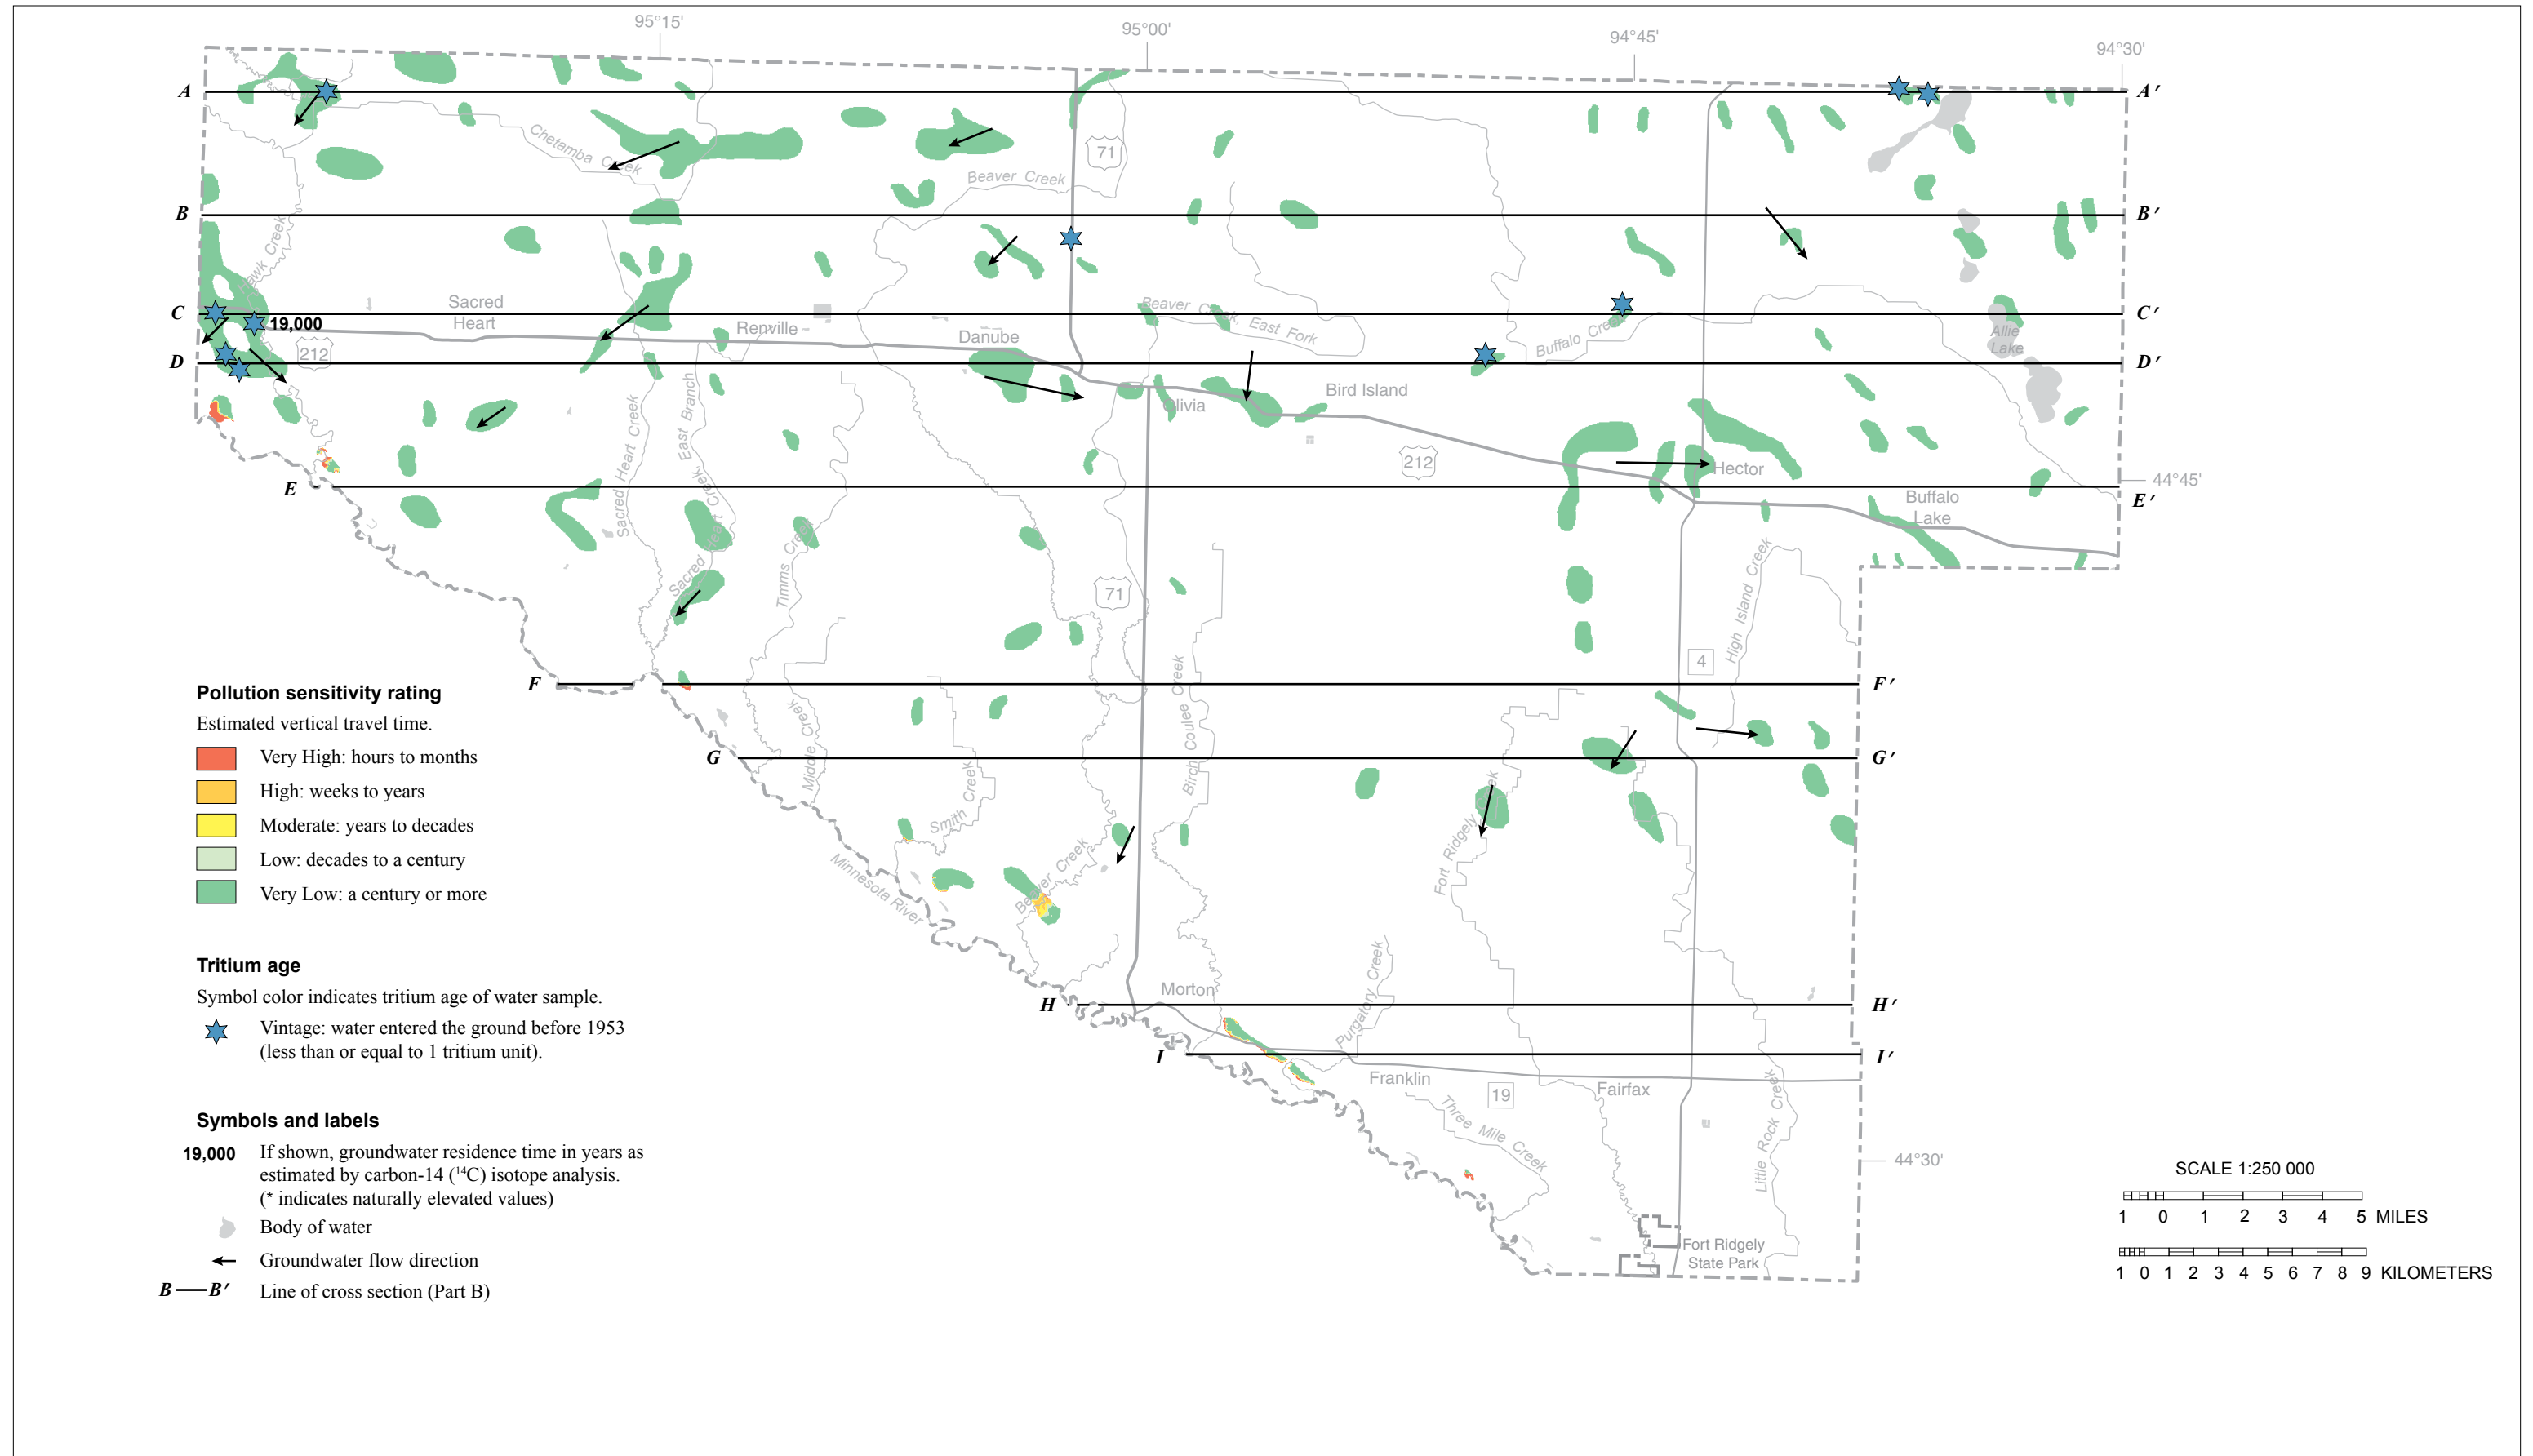 95°15'
95°00'
94°45'
94°30'
A
A′
71
Chetamba Creek
Beaver Creek
B
B′
Hawk Creek
Sacred
Heart
C
19,000
Renville
Beaver Creek, East Fork
C′
Allie
Lake
212
Danube
Buffalo Creek
D
D′
Olivia
Bird Island
Sacred Heart Creek
Sacred Heart Creek, East Branch
212
Hector
44°45'
E
E′
Buffalo
Lake
Timms Creek
71
High Island Creek
4
F
F′
Birch Coulee Creek
Middle Creek
G
G′
Smith Creek
Fort Ridgely Creek
Minnesota River
Beaver Creek
Purgatory Creek
Morton
H
H′
I
I′
Franklin
19
Fairfax
Three Mile Creek
Little Rock Creek
44°30'
Fort Ridgely
State Park
Pollution sensitivity rating
Estimated vertical travel time.
Very High: hours to months
High: weeks to years
Moderate: years to decades
Low: decades to a century
Very Low: a century or more
Tritium age
Symbol color indicates tritium age of water sample.
Vintage: water entered the ground before 1953
(less than or equal to 1 tritium unit).
Symbols and labels
19,000 If shown, groundwater residence time in years as
estimated by carbon-14 (¹⁴C) isotope analysis.
(* indicates naturally elevated values)
Body of water
Groundwater flow direction
B — B′ Line of cross section (Part B)
SCALE 1:250 000
1 0 1 2 3 4 5 MILES
1 0 1 2 3 4 5 6 7 8 9 KILOMETERS